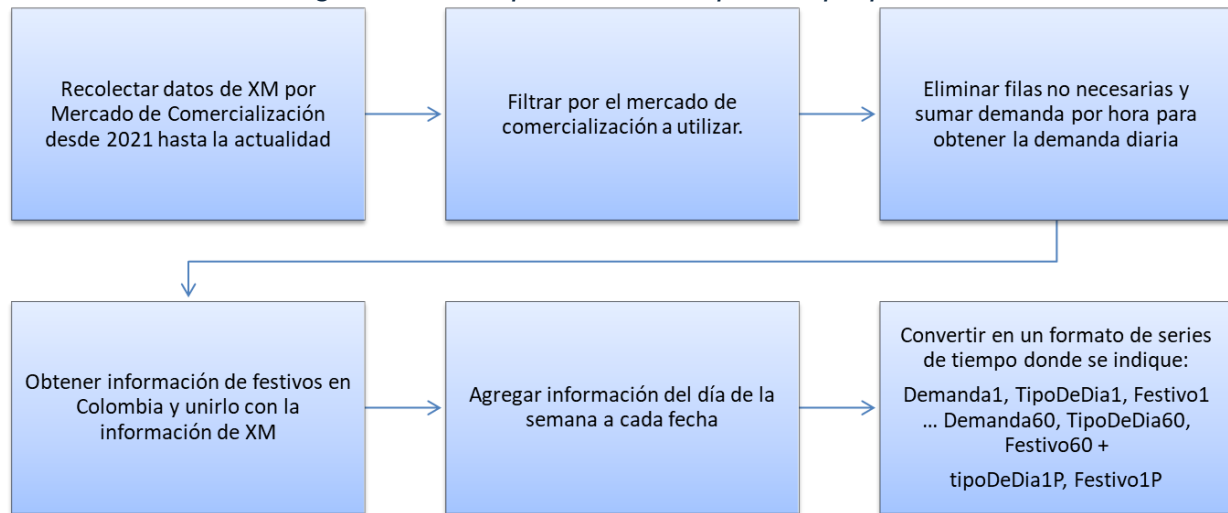 Recolectar datos de XM por
Mercado de Comercialización
desde 2021 hasta la actualidad
Filtrar por el mercado de
comercialización a utilizar.
Eliminar filas no necesarias y
sumar demanda por hora para
obtener la demanda diaria
Obtener información de festivos en
Colombia y unirlo con la
información de XM
Agregar información del día de la
semana a cada fecha
Convertir en un formato de series
de tiempo donde se indique:
Demanda1, TipoDeDia1, Festivo1
... Demanda60, TipoDeDia60,
Festivo60 +
tipoDeDia1P, Festivo1P